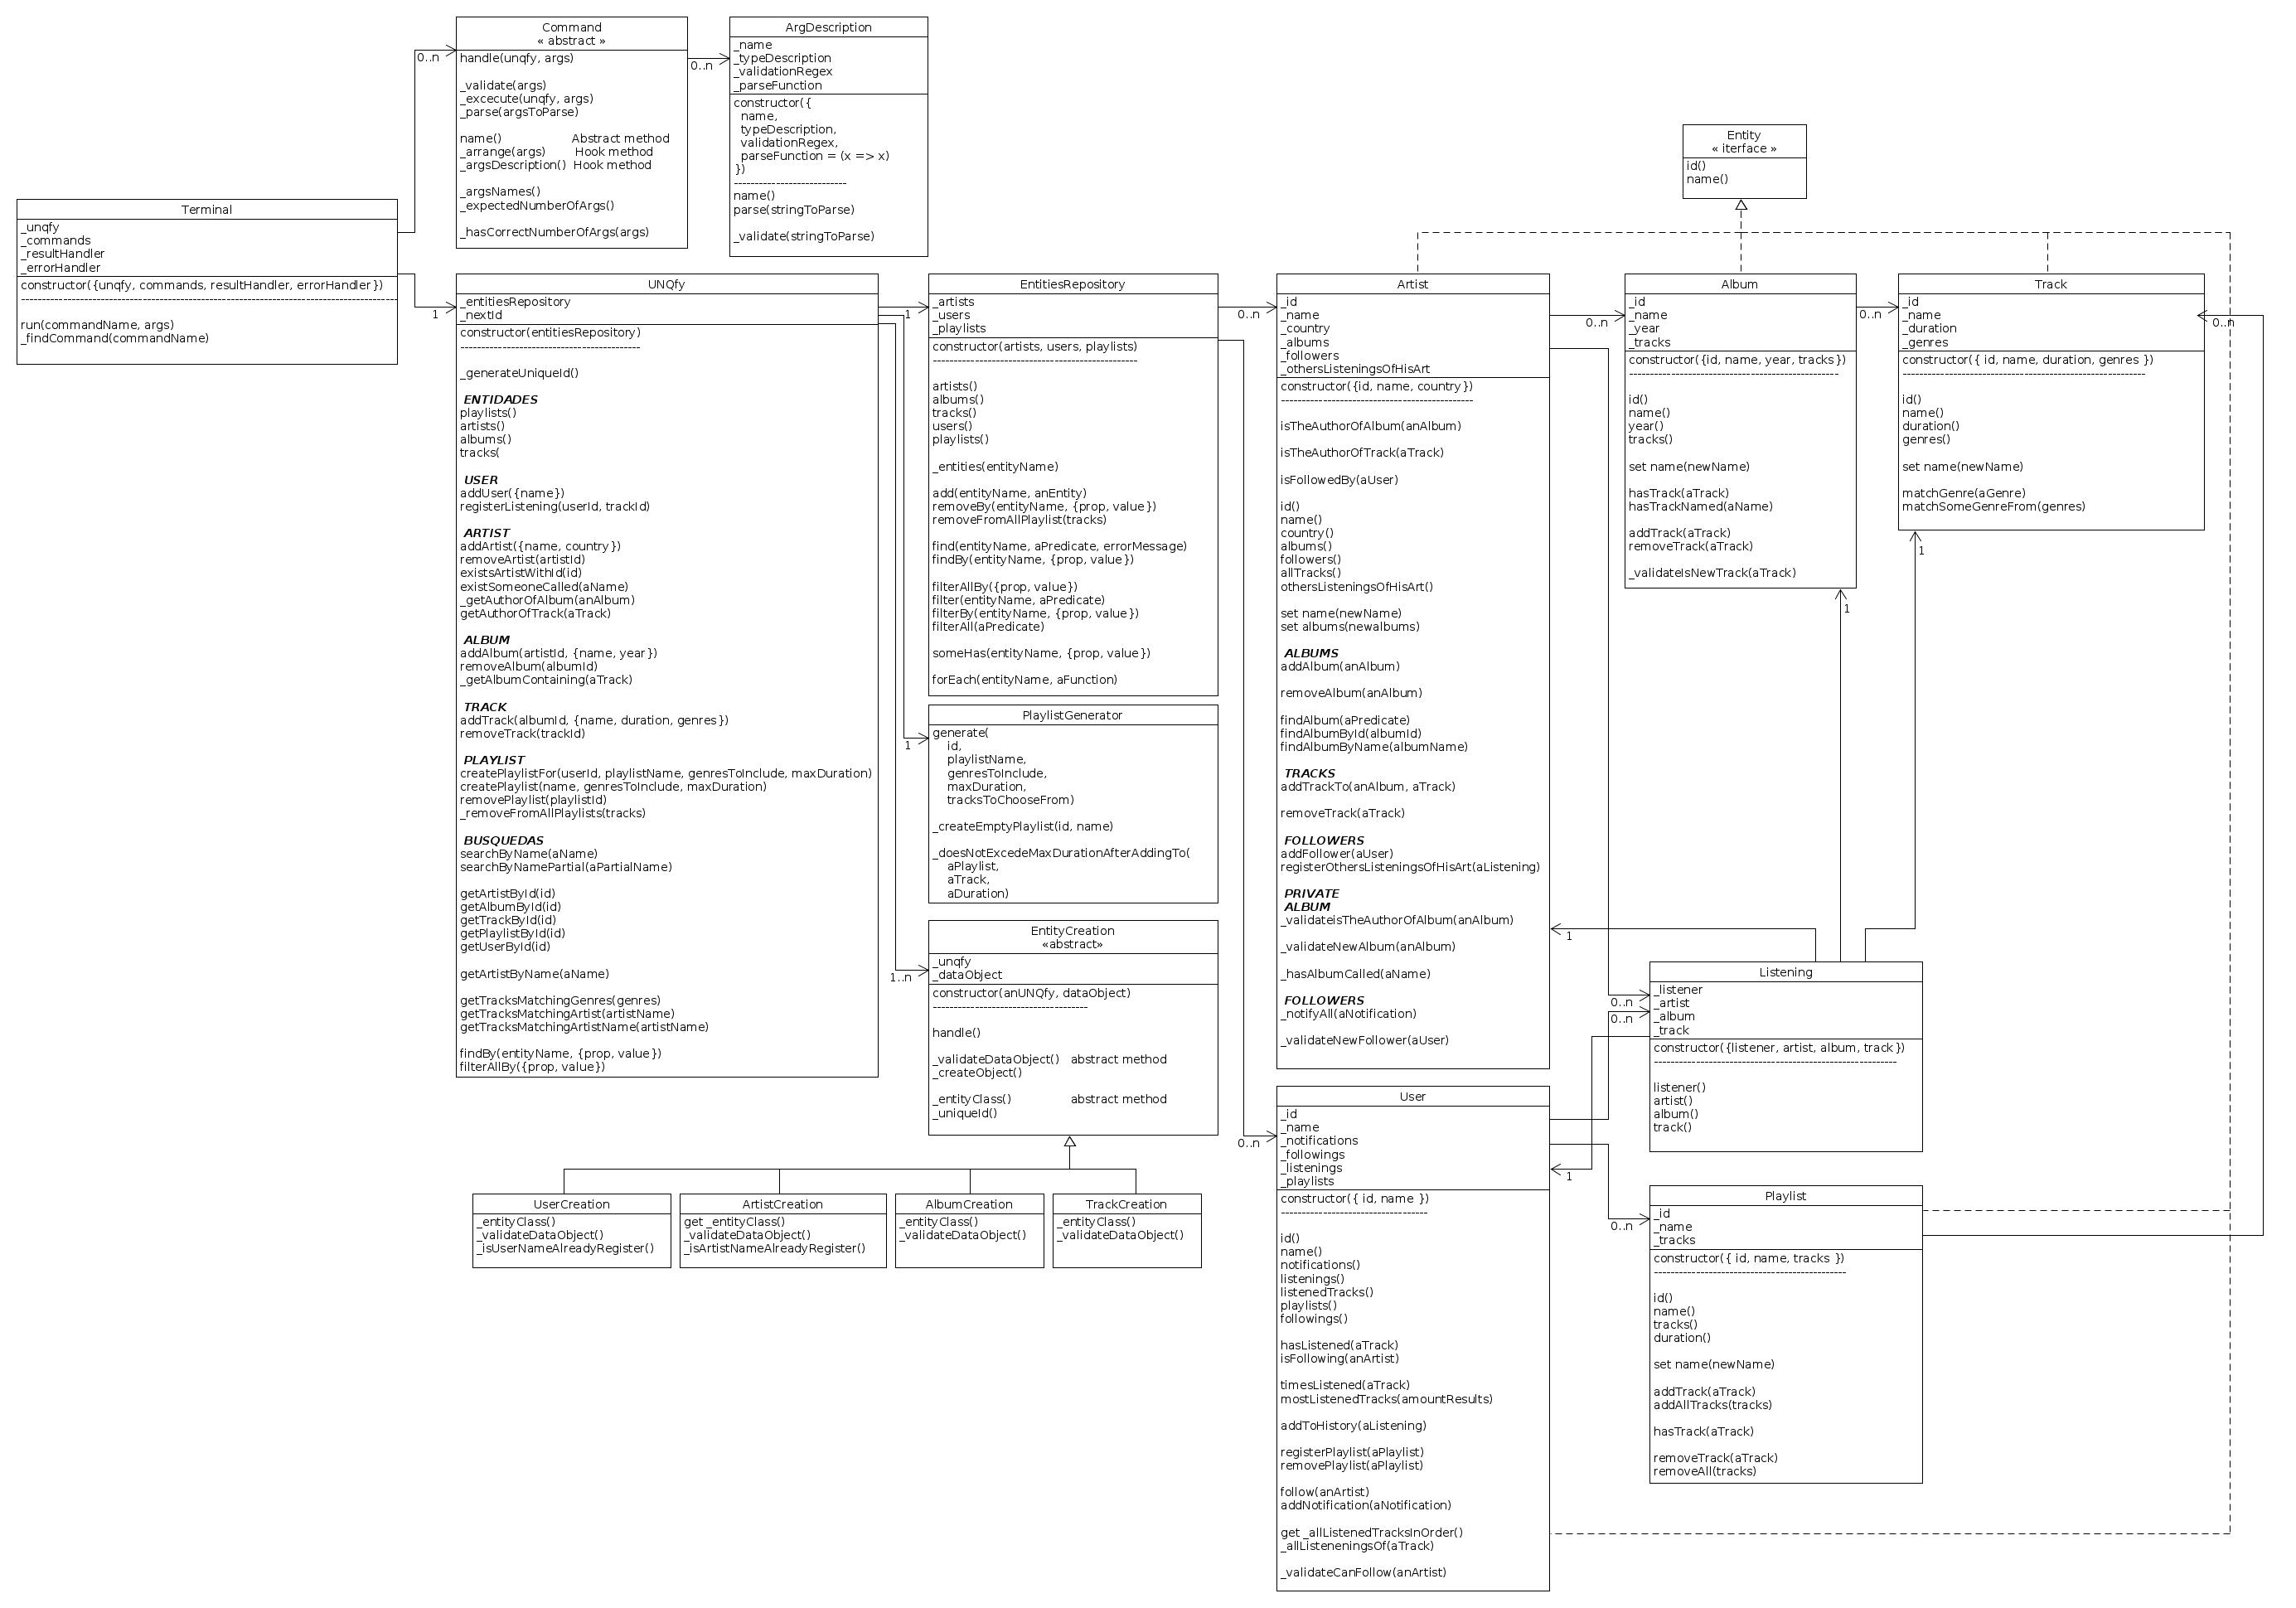 Command
« abstract »
handle(unqfy, args)
_validate(args)
_excecute(unqfy, args)
_parse(argsToParse)
name() Abstract method
_arrange(args) Hook method
_argsDescription() Hook method
_argsNames()
_expectedNumberOfArgs()
_hasCorrectNumberOfArgs(args)
0..n
ArgDescription
_name
_typeDescription
_validationRegex
_parseFunction
constructor({
name,
typeDescription,
validationRegex,
parseFunction = (x => x)
})
---------------------------
name()
parse(stringToParse)
_validate(stringToParse)
0..n
Entity
« iterface »
id()
name()
Terminal
_unqfy
_commands
_resultHandler
_errorHandler
constructor({unqfy, commands, resultHandler, errorHandler})
run(commandName, args)
_findCommand(commandName)
1
UNQfy
_entitiesRepository
_nextId
constructor(entitiesRepository)
_generateUniqueId()
ENTIDADES
playlists()
artists()
albums()
tracks(
USER
addUser({name})
registerListening(userId, trackId)
ARTIST
addArtist({name, country})
removeArtist(artistId)
existsArtistWithId(id)
existSomeoneCalled(aName)
_getAuthorOfAlbum(anAlbum)
getAuthorOfTrack(aTrack)
ALBUM
addAlbum(artistId, {name, year})
removeAlbum(albumId)
_getAlbumContaining(aTrack)
TRACK
addTrack(albumId, {name, duration, genres})
removeTrack(trackId)
PLAYLIST
createPlaylistFor(userId, playlistName, genresToInclude, maxDuration)
createPlaylist(name, genresToInclude, maxDuration)
removePlaylist(playlistId)
_removeFromAllPlaylists(tracks)
BUSQUEDAS
searchByName(aName)
searchByNamePartial(aPartialName)
getArtistById(id)
getAlbumById(id)
getTrackById(id)
getPlaylistById(id)
getUserById(id)
getArtistByName(aName)
getTracksMatchingGenres(genres)
getTracksMatchingArtist(artistName)
getTracksMatchingArtistName(artistName)
findBy(entityName, {prop, value})
filterAllBy({prop, value})
1
EntitiesRepository
_artists
_users
_playlists
constructor(artists, users, playlists)
artists()
albums()
tracks()
users()
playlists()
_entities(entityName)
add(entityName, anEntity)
removeBy(entityName, {prop, value})
removeFromAllPlaylist(tracks)
find(entityName, aPredicate, errorMessage)
findBy(entityName, {prop, value})
filterAllBy({prop, value})
filter(entityName, aPredicate)
filterBy(entityName, {prop, value})
filterAll(aPredicate)
someHas(entityName, {prop, value})
forEach(entityName, aFunction)
1
PlaylistGenerator
generate(
id,
playlistName,
genresToInclude,
maxDuration,
tracksToChooseFrom)
_createEmptyPlaylist(id, name)
_doesNotExcedeMaxDurationAfterAddingTo(
aPlaylist,
aTrack,
aDuration)
1..n
EntityCreation
«abstract»
_unqfy
_dataObject
constructor(anUNQfy, dataObject)
handle()
_validateDataObject() abstract method
_createObject()
_entityClass() abstract method
_uniqueId()
UserCreation
_entityClass()
_validateDataObject()
_isUserNameAlreadyRegister()
ArtistCreation
get _entityClass()
_validateDataObject()
_isArtistNameAlreadyRegister()
AlbumCreation
_entityClass()
_validateDataObject()
TrackCreation
_entityClass()
_validateDataObject()
0..n
Artist
_id
_name
_country
_albums
_followers
_othersListeningsOfHisArt
constructor({id, name, country})
isTheAuthorOfAlbum(anAlbum)
isTheAuthorOfTrack(aTrack)
isFollowedBy(aUser)
id()
name()
country()
albums()
followers()
allTracks()
othersListeningsOfHisArt()
set name(newName)
set albums(newalbums)
ALBUMS
addAlbum(anAlbum)
removeAlbum(anAlbum)
findAlbum(aPredicate)
findAlbumById(albumId)
findAlbumByName(albumName)
TRACKS
addTrackTo(anAlbum, aTrack)
removeTrack(aTrack)
FOLLOWERS
addFollower(aUser)
registerOthersListeningsOfHisArt(aListening)
PRIVATE
ALBUM
_validateisTheAuthorOfAlbum(anAlbum)
_validateNewAlbum(anAlbum)
_hasAlbumCalled(aName)
FOLLOWERS
_notifyAll(aNotification)
_validateNewFollower(aUser)
0..n
Album
_id
_name
_year
_tracks
constructor({id, name, year, tracks})
id()
name()
year()
tracks()
set name(newName)
hasTrack(aTrack)
hasTrackNamed(aName)
addTrack(aTrack)
removeTrack(aTrack)
_validateIsNewTrack(aTrack)
1
0..n
Track
_id
_name
_duration
_genres
constructor({ id, name, duration, genres })
id()
name()
duration()
genres()
set name(newName)
matchGenre(aGenre)
matchSomeGenreFrom(genres)
0..n
1
1
Listening
_listener
_artist
_album
_track
constructor({listener, artist, album, track})
listener()
artist()
album()
track()
0..n
0..n
0..n
User
_id
_name
_notifications
_followings
_listenings
_playlists
constructor({ id, name })
id()
name()
notifications()
listenings()
listenedTracks()
playlists()
followings()
hasListened(aTrack)
isFollowing(anArtist)
timesListened(aTrack)
mostListenedTracks(amountResults)
addToHistory(aListening)
registerPlaylist(aPlaylist)
removePlaylist(aPlaylist)
follow(anArtist)
addNotification(aNotification)
get _allListenedTracksInOrder()
_allListeneningsOf(aTrack)
_validateCanFollow(anArtist)
1
0..n
Playlist
_id
_name
_tracks
constructor({ id, name, tracks })
id()
name()
tracks()
duration()
set name(newName)
addTrack(aTrack)
addAllTracks(tracks)
hasTrack(aTrack)
removeTrack(aTrack)
removeAll(tracks)